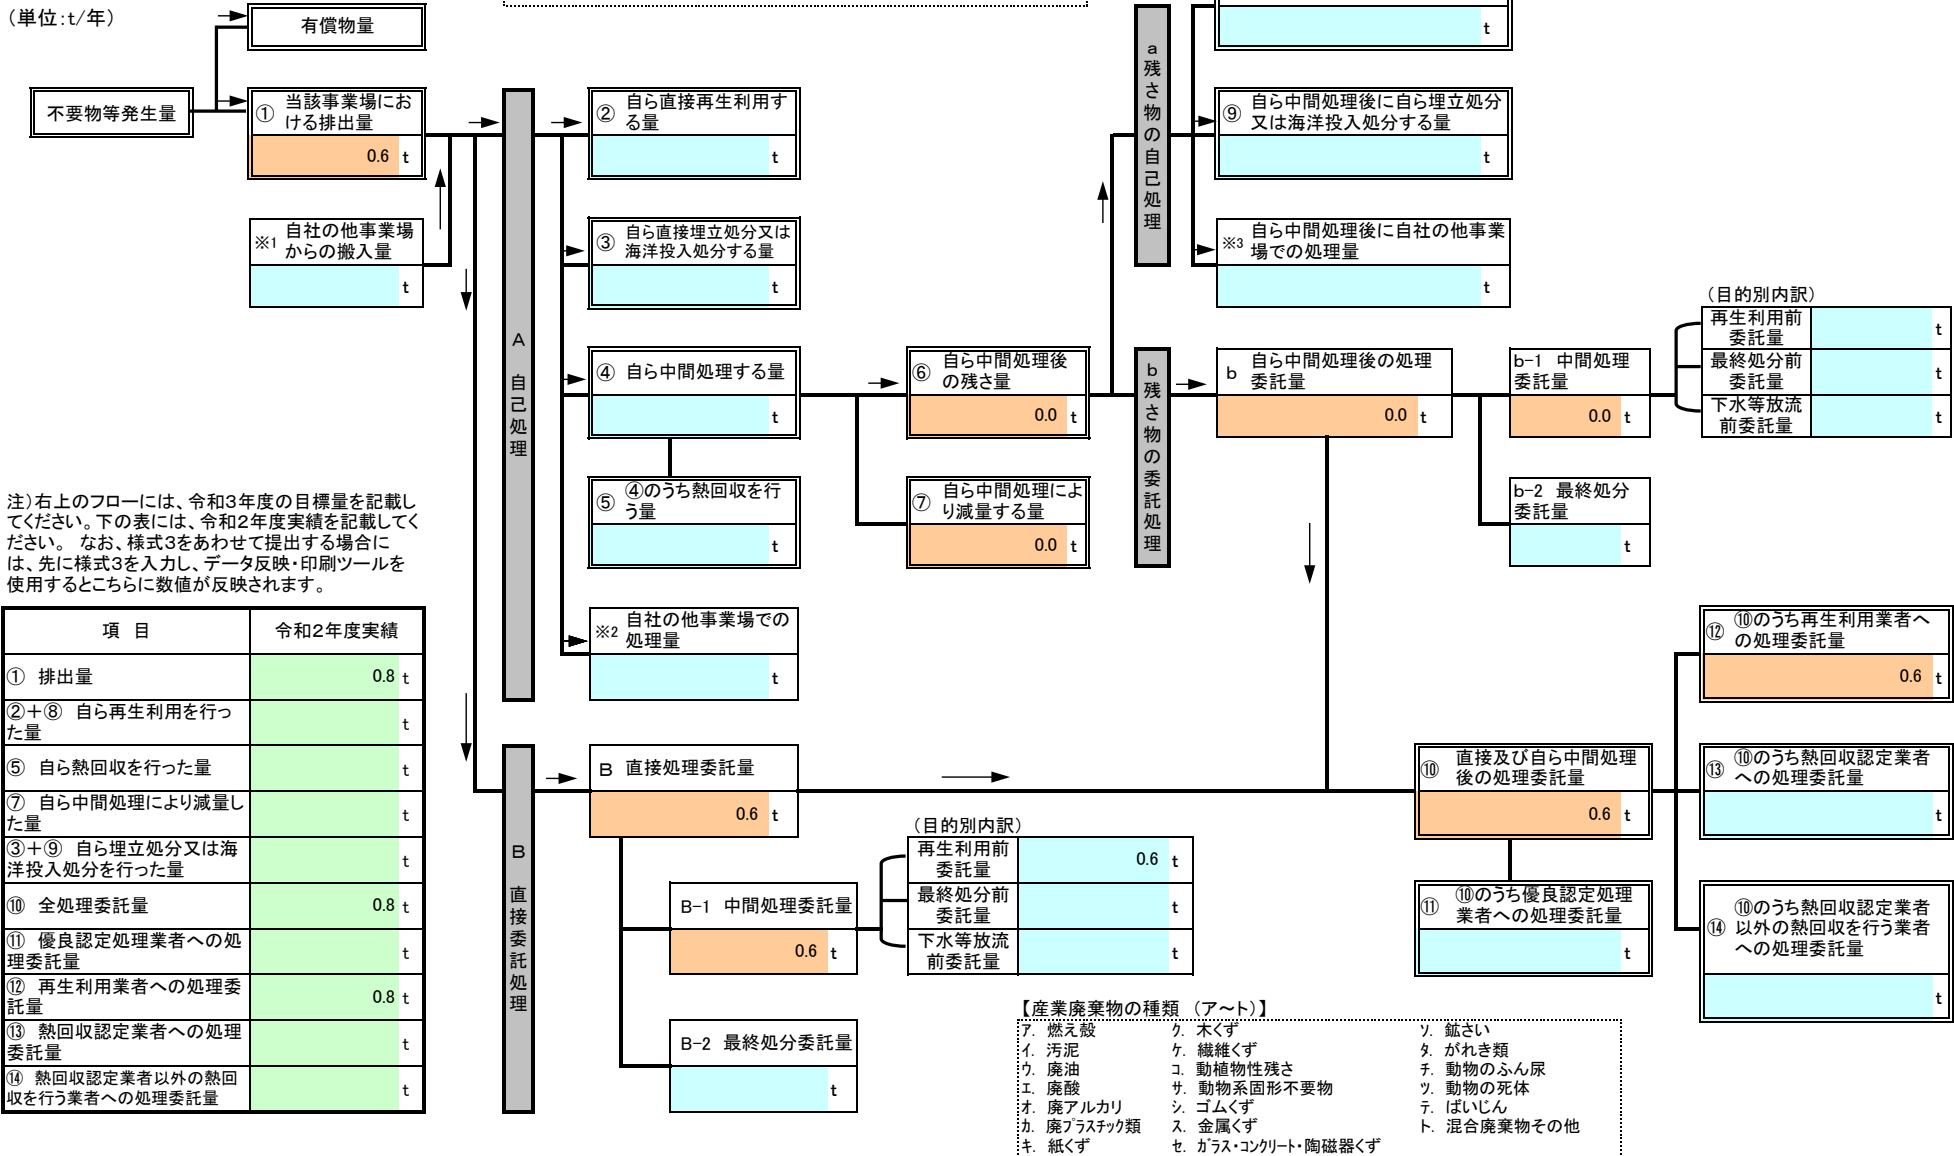 (単位:t/年)
有償物量
不要物等発生量
① 当該事業場にお
ける排出量
0.6 t
※1 自社の他事業場
からの搬入量
t
A 自己処理
② 自ら直接再生利用す
る量
t
③ 自ら直接埋立処分又は
海洋投入処分する量
t
④ 自ら中間処理する量
t
⑤ ④のうち熱回収を行
う量
t
※2 自社の他事業場での
処理量
t
⑥ 自ら中間処理後
の残さ量
0.0 t
⑦ 自ら中間処理によ
り減量する量
0.0 t
a 残さ物の自己処理
t
⑨ 自ら中間処理後に自ら埋立処分
又は海洋投入処分する量
t
※3 自ら中間処理後に自社の他事業
場での処理量
t
b 残さ物の委託処理
b 自ら中間処理後の処理
委託量
0.0 t
b-1 中間処理
委託量
0.0 t
b-2 最終処分
委託量
t
(目的別内訳)
再生利用前
委託量
t
最終処分前
委託量
t
下水等放流
前委託量
t
注)右上のフローには、令和3年度の目標量を記載し
てください。下の表には、令和2年度実績を記載してく
ださい。 なお、様式3をあわせて提出する場合に
は、先に様式3を入力し、データ反映・印刷ツールを
使用するとこちらに数値が反映されます。
項 目 令和2年度実績
① 排出量 0.8 t
②+⑧ 自ら再生利用を行っ
た量
t
⑤ 自ら熱回収を行った量 t
⑦ 自ら中間処理により減量し
た量
t
③+⑨ 自ら埋立処分又は海
洋投入処分を行った量
t
⑩ 全処理委託量 0.8 t
⑪ 優良認定処理業者への処
理委託量
t
⑫ 再生利用業者への処理委
託量
0.8 t
⑬ 熱回収認定業者への処理
委託量
t
⑭ 熱回収認定業者以外の熱回
収を行う業者への処理委託量
t
B 直接委託処理
B 直接処理委託量
0.6 t
B-1 中間処理委託量
0.6 t
B-2 最終処分委託量
t
(目的別内訳)
再生利用前
委託量
0.6 t
最終処分前
委託量
t
下水等放流
前委託量
t
⑩ 直接及び自ら中間処理
後の処理委託量
0.6 t
⑪ ⑩のうち優良認定処理
業者への処理委託量
t
⑫ ⑩のうち再生利用業者へ
の処理委託量
0.6 t
⑬ ⑩のうち熱回収認定業者
への処理委託量
t
⑭ ⑩のうち熱回収認定業者
以外の熱回収を行う業者
への処理委託量
t
【産業廃棄物の種類 (ア~ト)】
ア. 燃え殻 ク. 木くず ソ. 鉱さい
イ. 汚泥 ケ. 繊維くず タ. がれき類
ウ. 廃油 コ. 動植物性残さ チ. 動物のふん尿
エ. 廃酸 サ. 動物系固形不要物 ツ. 動物の死体
オ. 廃アルカリ シ. ゴムくず テ. ばいじん
カ. 廃プラスチック類 ス. 金属くず ト. 混合廃棄物その他
キ. 紙くず セ. ガラス・コンクリート・陶磁器くず